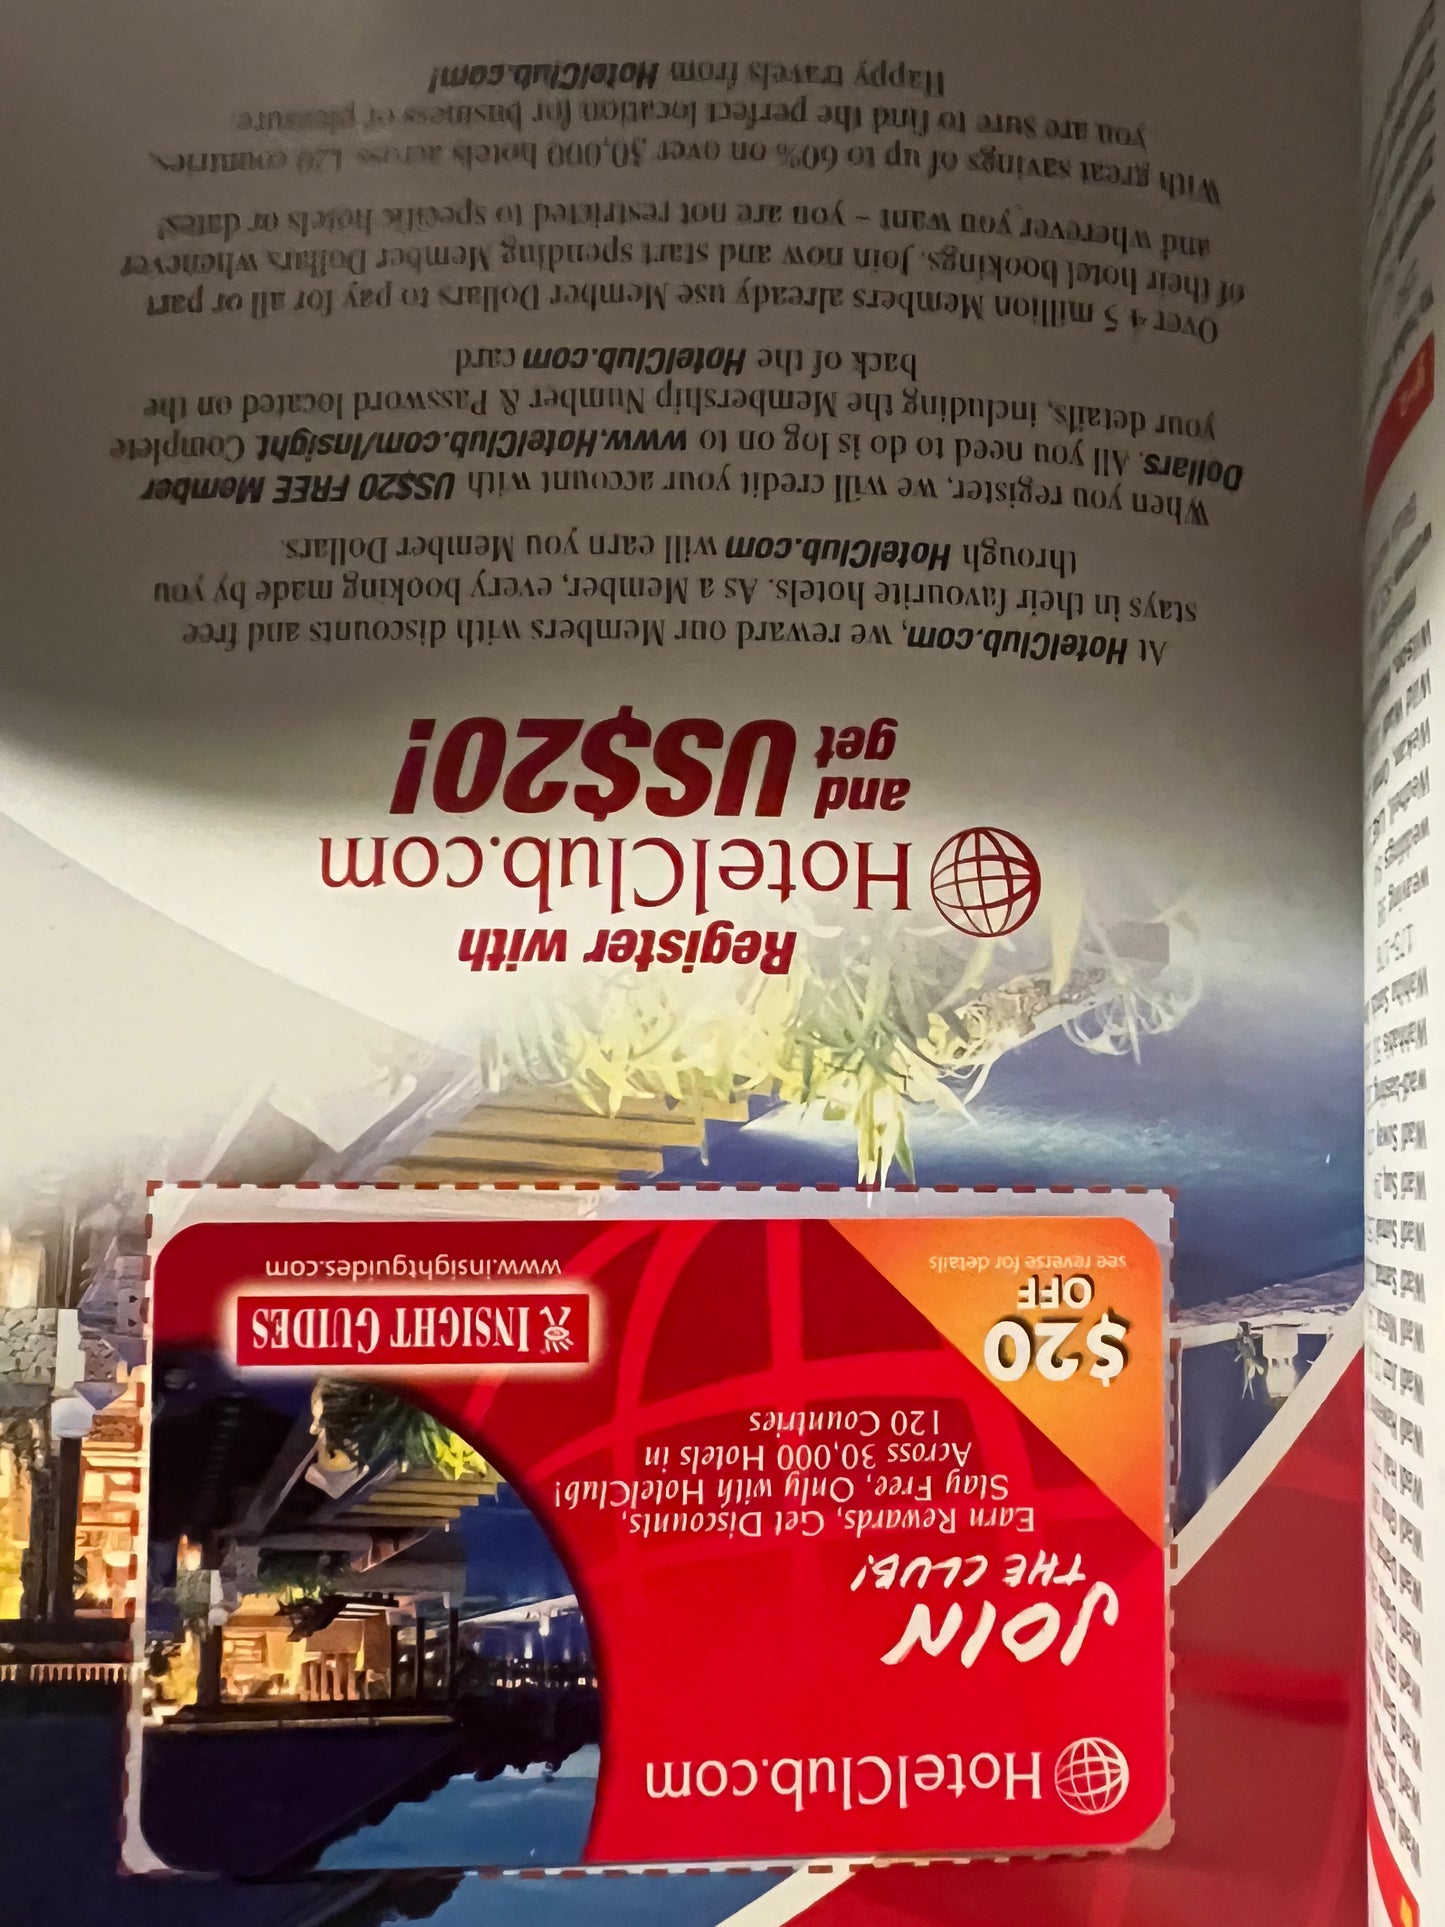 HotelClub.com
JOIN
THE CLUB!
Earn Rewards, Get Discounts,
Stay Free, Only with HotelClub!
Across 30,000 Hotels in
120 Countries
$20
OFF
see reverse for details
INSIGHT GUIDES
www.insightguides.com
Register with
HotelClub.com
and get US$20!
At HotelClub.com, we reward our Members with discounts and free
stays in their favourite hotels. As a Member, every booking made by you
through HotelClub.com will earn you Member Dollars.
When you register, we will credit your account with US$20 FREE Member
Dollars. All you need to do is log on to www.HotelClub.com/Insight. Complete
your details, including the Membership Number & Password located on the
back of the HotelClub.com card
Over 4.5 million Members already use Member Dollars to pay for all or part
of their hotel bookings. Join now and start spending Member Dollars whenever
and wherever you want – you are not restricted to specific hotels or dates!
With great savings of up to 60% on over 30,000 hotels across 120 countries,
you are sure to find the perfect location for business or pleasure.
Happy travels from HotelClub.com!